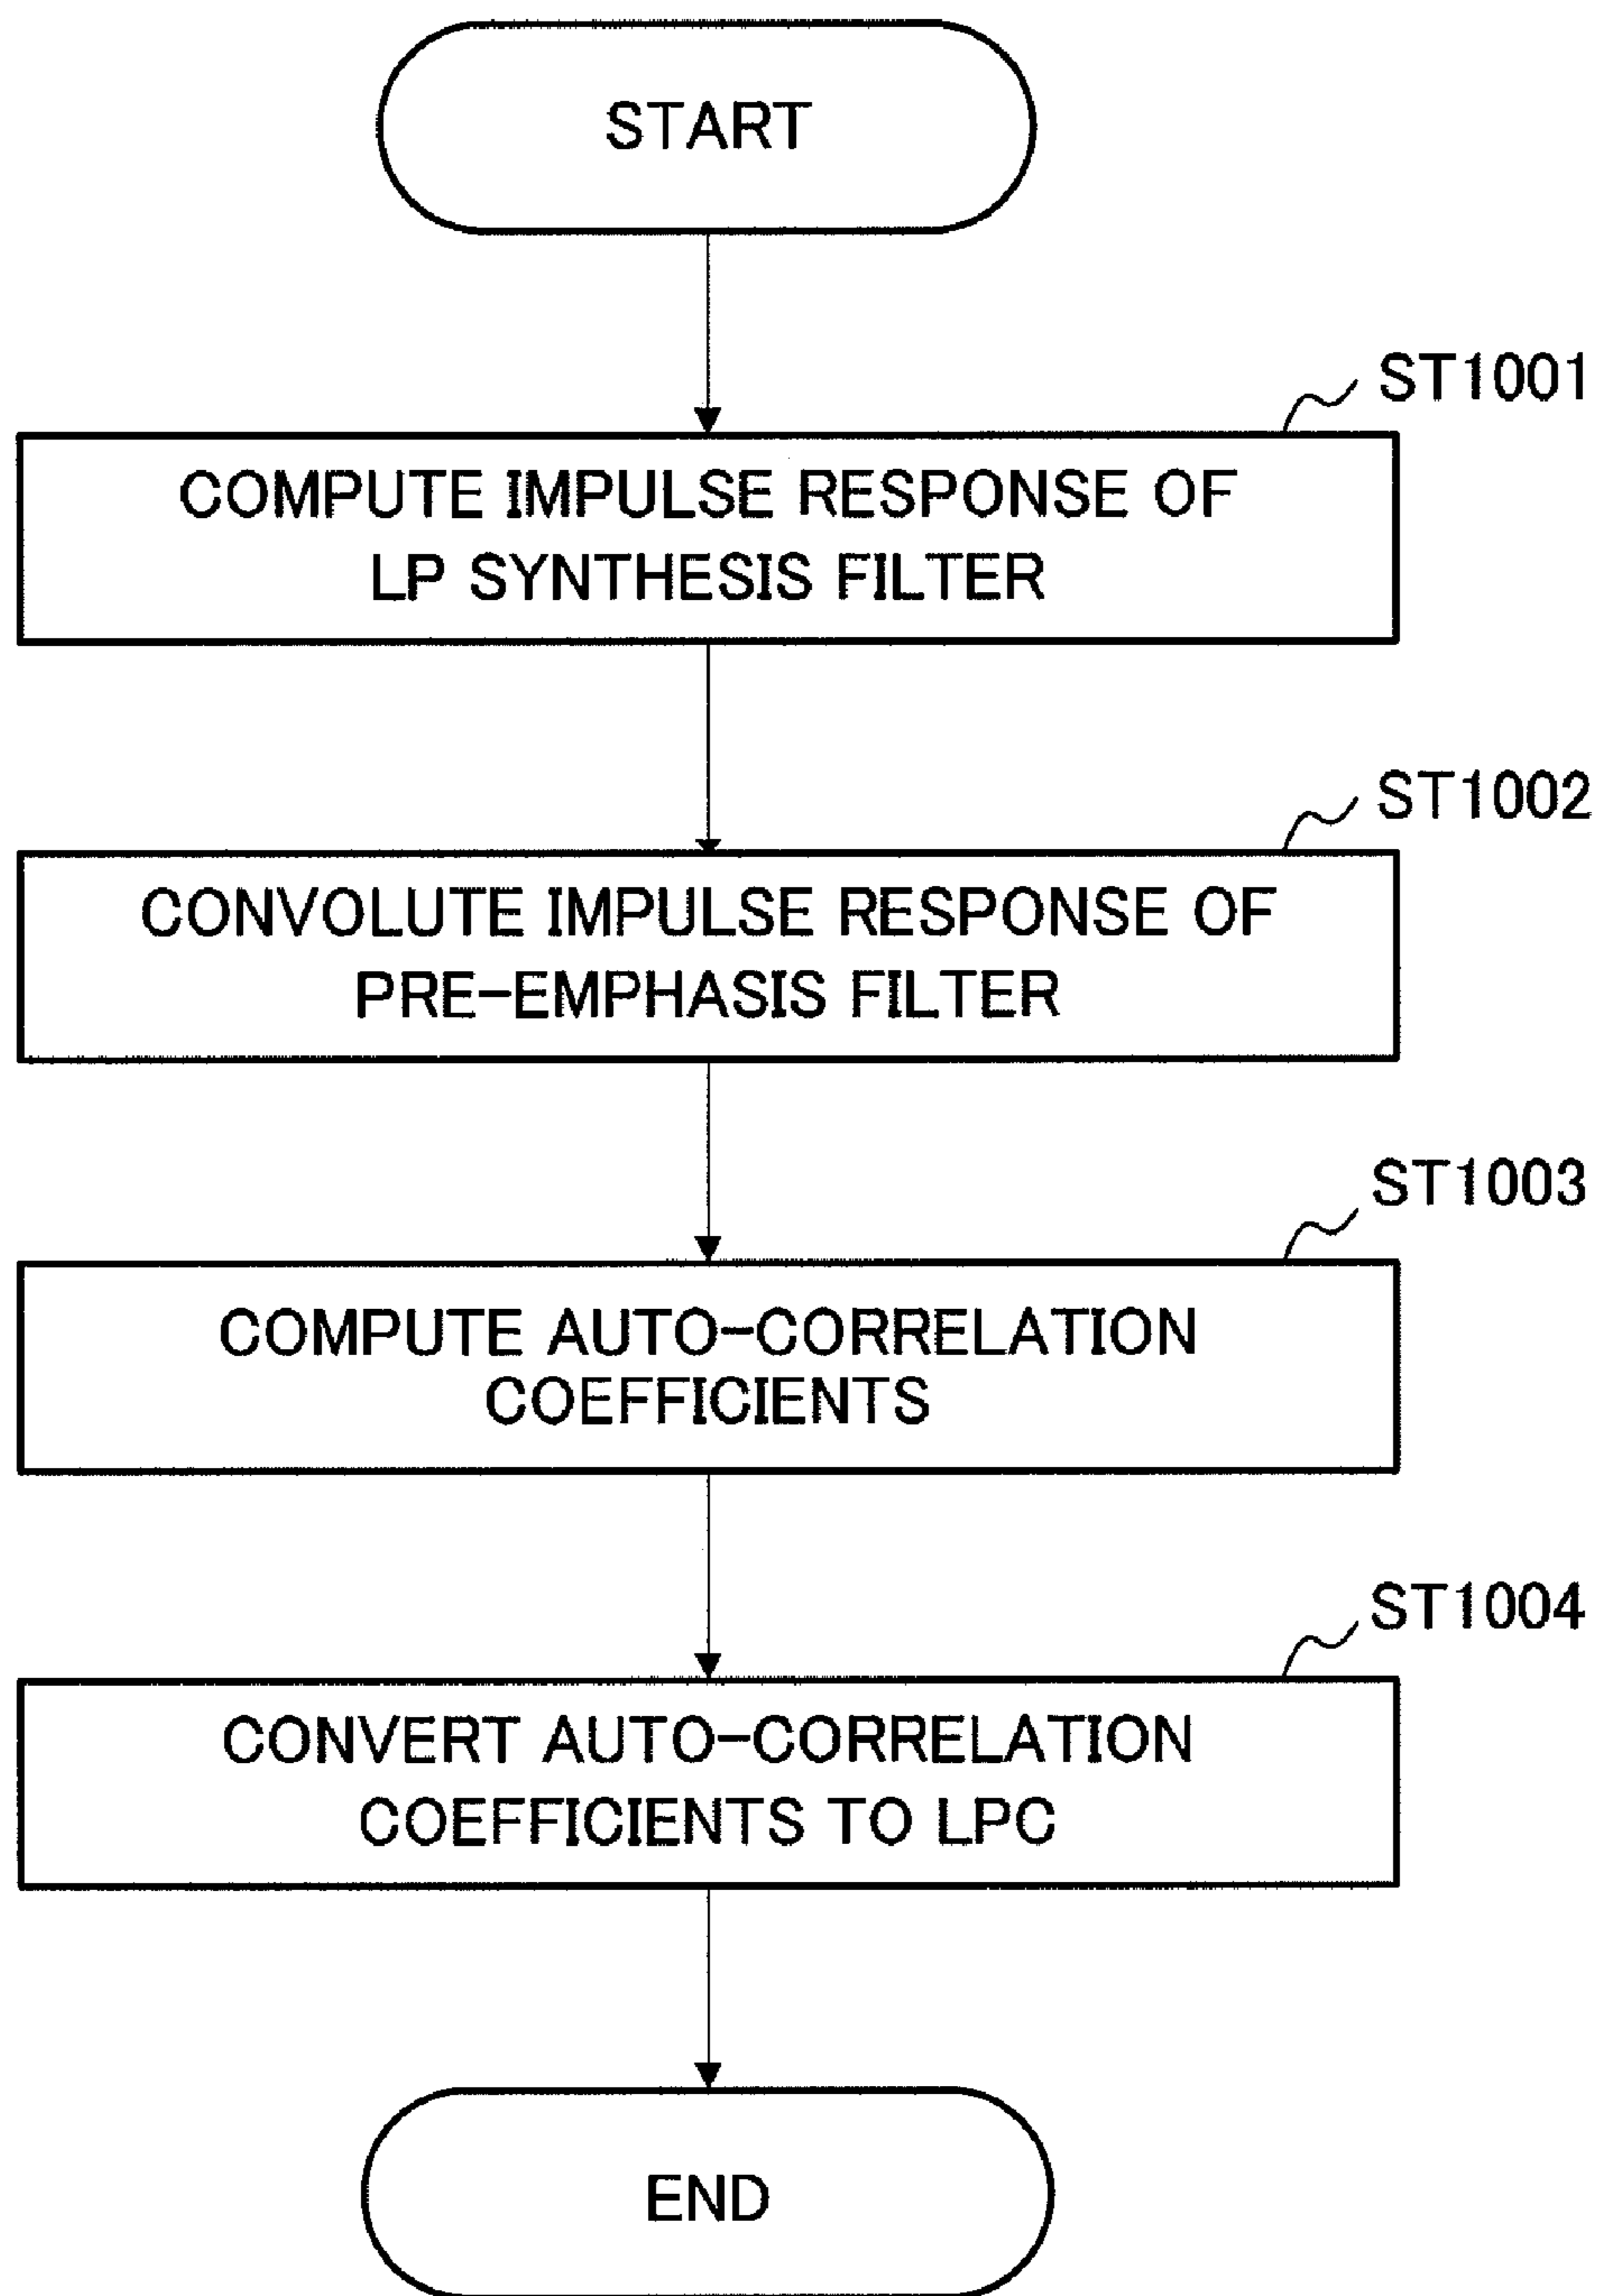 START
ST1001
COMPUTE IMPULSE RESPONSE OF
LP SYNTHESIS FILTER
ST1002
CONVOLUTE IMPULSE RESPONSE OF
PRE-EMPHASIS FILTER
ST1003
COMPUTE AUTO-CORRELATION
COEFFICIENTS
ST1004
CONVERT AUTO-CORRELATION
COEFFICIENTS TO LPC
END